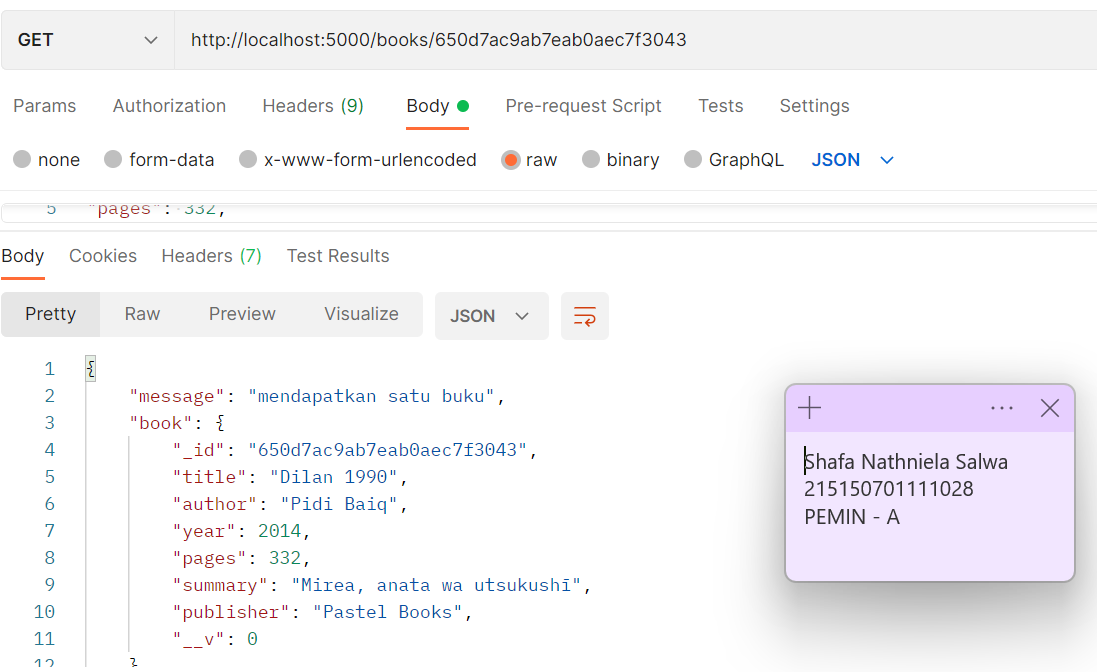 GET http://localhost:5000/books/650d7ac9ab7eab0aec7f3043
Params Authorization Headers (9) Body Pre-request Script Tests Settings
none form-data x-www-form-urlencoded raw binary GraphQL JSON
5 "pages": 332,
Body Cookies Headers (7) Test Results
Pretty Raw Preview Visualize JSON
1 {
2 "message": "mendapatkan satu buku",
3 "book": {
4 "_id": "650d7ac9ab7eab0aec7f3043",
5 "title": "Dilan 1990",
6 "author": "Pidi Baiq",
7 "year": 2014,
8 "pages": 332,
9 "summary": "Mirea, anata wa utsukushī",
10 "publisher": "Pastel Books",
11 "__v": 0
12 }
Shafa Nathniela Salwa
215150701111028
PEMIN - A